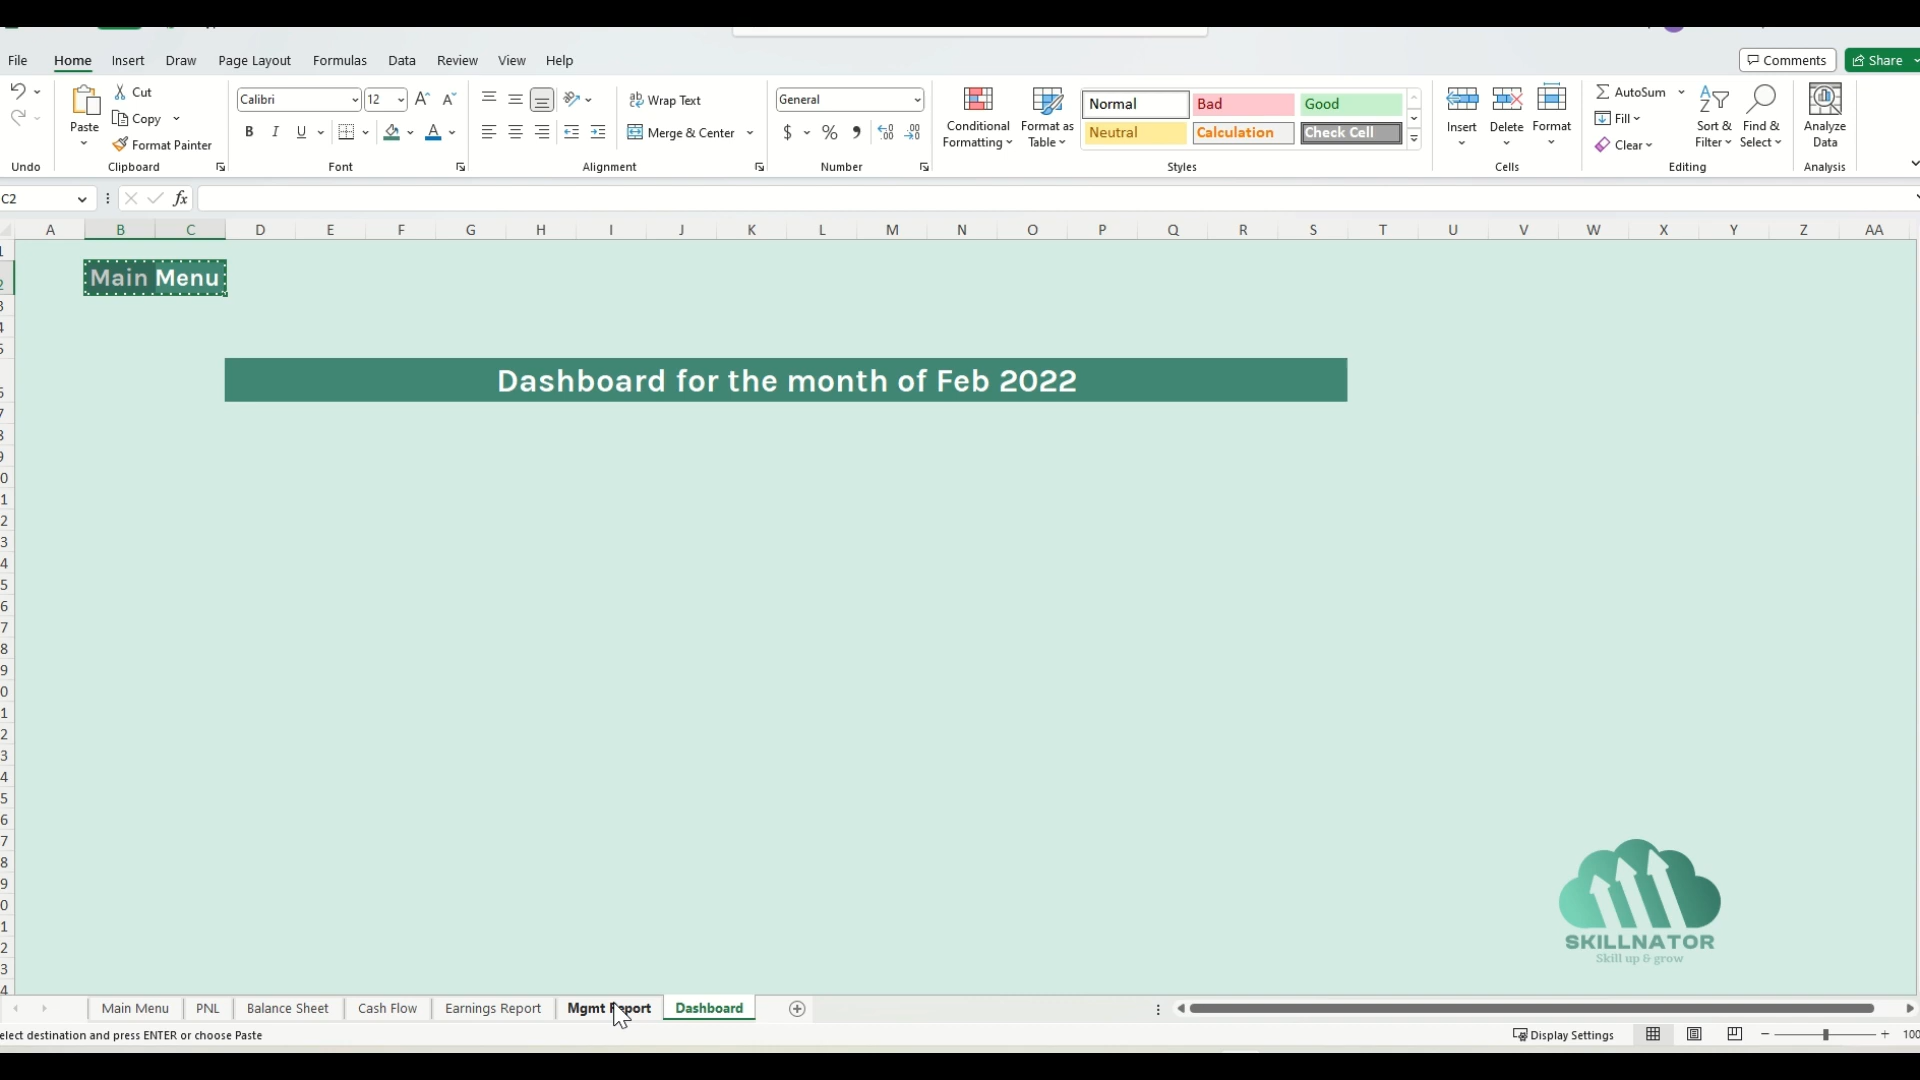 File Home Insert Draw Page Layout Formulas Data Review View Help Comments Share
Cut
Copy
Format Painter
Paste
Calibri 12
B I U
Wrap Text
Merge & Center
General
$ % ,
Conditional Formatting
Format as Table
Normal Bad Good
Neutral Calculation Check Cell
Insert Delete Format
AutoSum
Fill
Clear
Sort & Filter
Find & Select
Analyze Data
Undo Clipboard Font Alignment Number Styles Cells Editing Analysis
C2 fx
A B C D E F G H I J K L M N O P Q R S T U V W X Y Z AA
Main Menu
Dashboard for the month of Feb 2022
SKILLNATOR
Skill up & grow
Main Menu PNL Balance Sheet Cash Flow Earnings Report Mgmt Report Dashboard
elect destination and press ENTER or choose Paste Display Settings 100